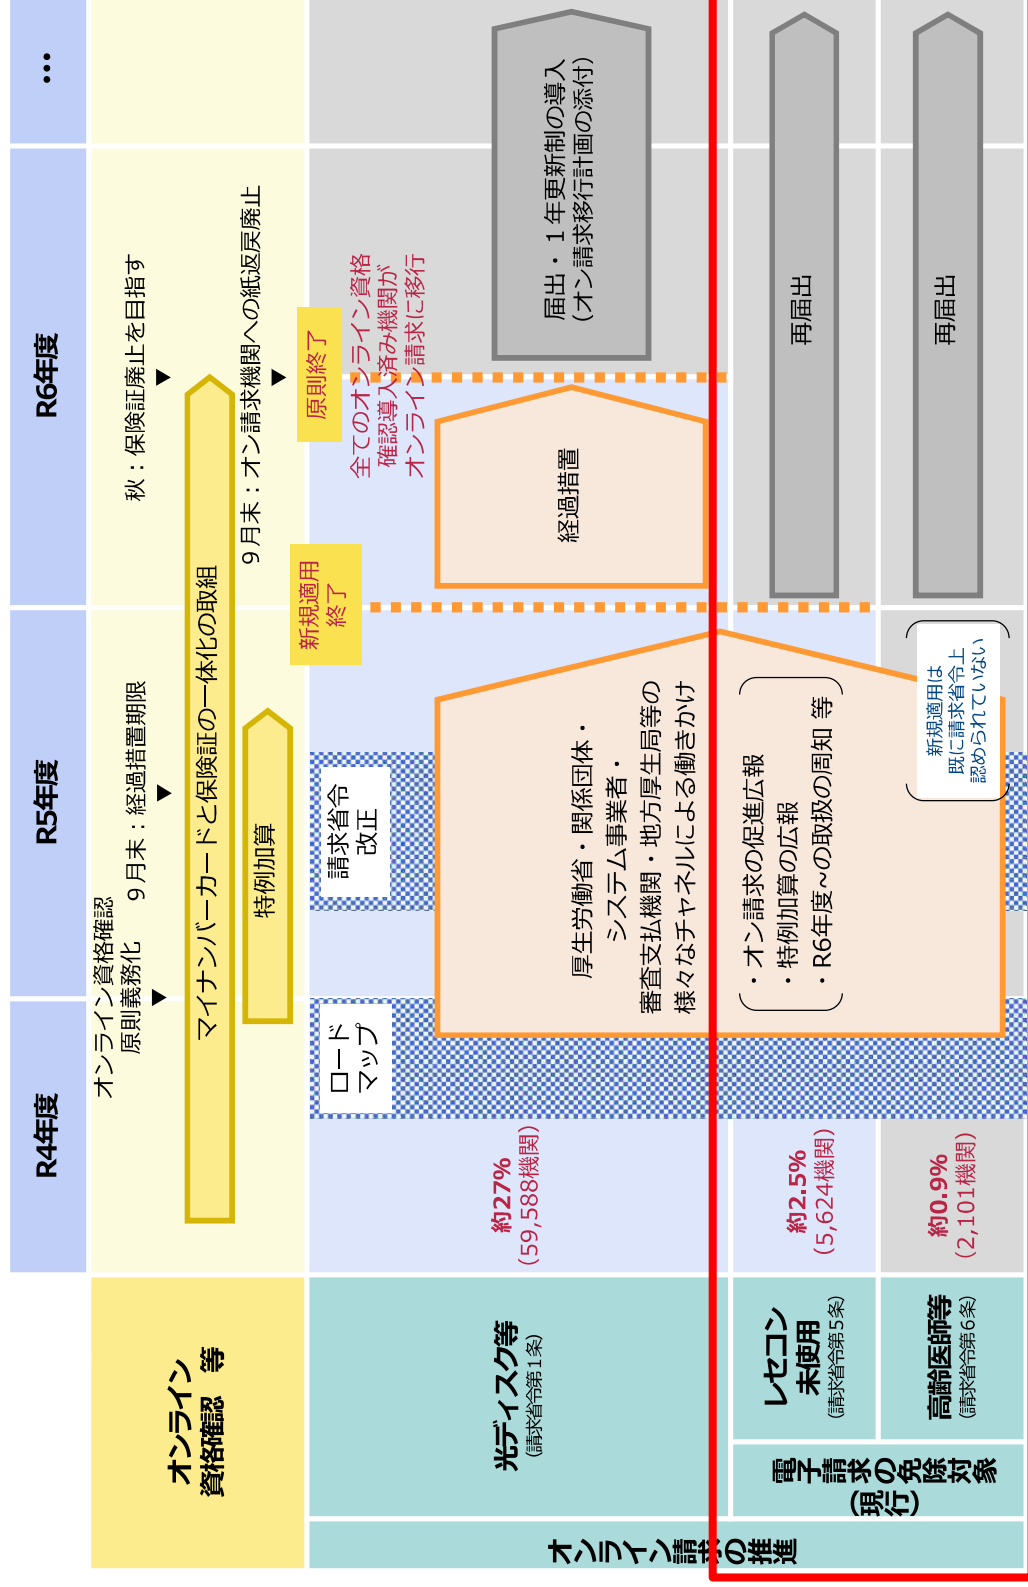 R4年度
R5年度
R6年度
…
オンライン
資格確認　等
オンライン資格確認
原則義務化
▼
９月末：経過措置期限
▼
秋：保険証廃止を目指す
▼
マイナンバーカードと保険証の一体化の取組
特例加算
９月末：オン請求機関への紙返戻廃止
▼
オンライン請求の推進
光ディスク等
（請求省令第１条）
約27%
（59,588機関）
ロード
マップ
請求省令
改正
新規適用
終了
原則終了
全てのオンライン資格
確認導入済み機関が
オンライン請求に移行
厚生労働省・関係団体・
システム事業者・
審査支払機関・地方厚生局等の
様々なチャネルによる働きかけ
・オン請求の促進広報
・特例加算の広報
・R6年度~の取扱の周知 等
経過措置
届出・１年更新制の導入
（オン請求移行計画の添付）
電子請求の免除対象
（現行）
レセコン
未使用
（請求省令第５条）
約2.5%
（5,624機関）
再届出
高齢医師等
（請求省令第６条）
約0.9%
（2,101機関）
新規適用は
既に請求省令上
認められていない
再届出